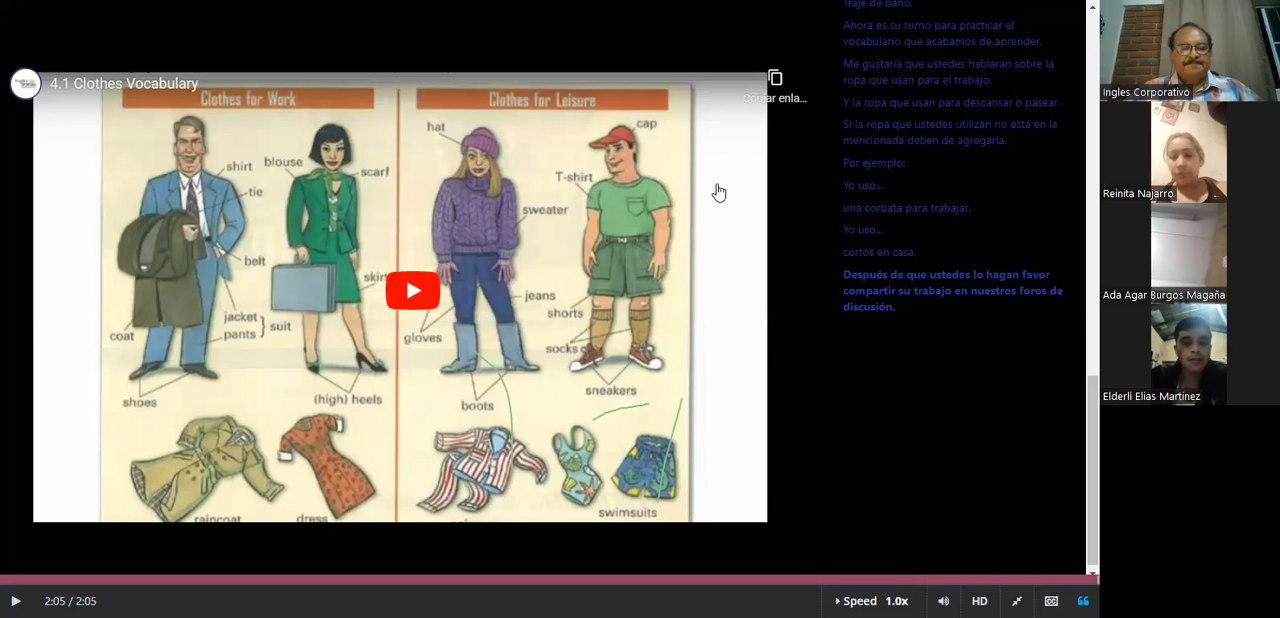 4.1 Clothes Vocabulary
Copiar enla...
Clothes for Work
Clothes for Leisure
shirt
tie
blouse
scarf
belt
skirt
jacket
pants
suit
coat
shoes
(high) heels
raincoat
dress
hat
cap
T-shirt
sweater
jeans
shorts
gloves
socks
sneakers
boots
swimsuits
Traje de baño.
Ahora es su turno para practicar el
vocabulario que acabamos de aprender.
Me gustaría que ustedes hablaran sobre la
ropa que usan para el trabajo.
Y la ropa que usan para descansar o pasear.
Si la ropa que ustedes utilizan no está en la
mencionada deben de agregarla.
Por ejemplo:
Yo uso...
una corbata para trabajar.
Yo uso...
cortos en casa.
Después de que ustedes lo hagan favor
compartir su trabajo en nuestros foros de
discusión.
Ingles Corporativo
Reinita Najarro
Ada Agar Burgos Magaña
Elderli Elias Martinez
2:05 / 2:05
Speed 1.0x
HD
CC